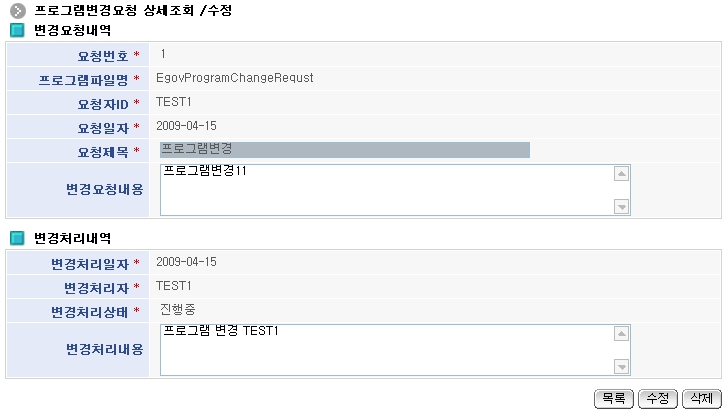 프로그램변경요청 상세조회 /수정
변경요청내역
요청번호 * 1
프로그램파일명 * EgovProgramChangeRequst
요청자ID * TEST1
요청일자 * 2009-04-15
요청제목 * 프로그램변경
변경요청내용 프로그램변경11
변경처리내역
변경처리일자 * 2009-04-15
변경처리자 * TEST1
변경처리상태 * 진행중
변경처리내용 프로그램 변경 TEST1
목록 수정 삭제